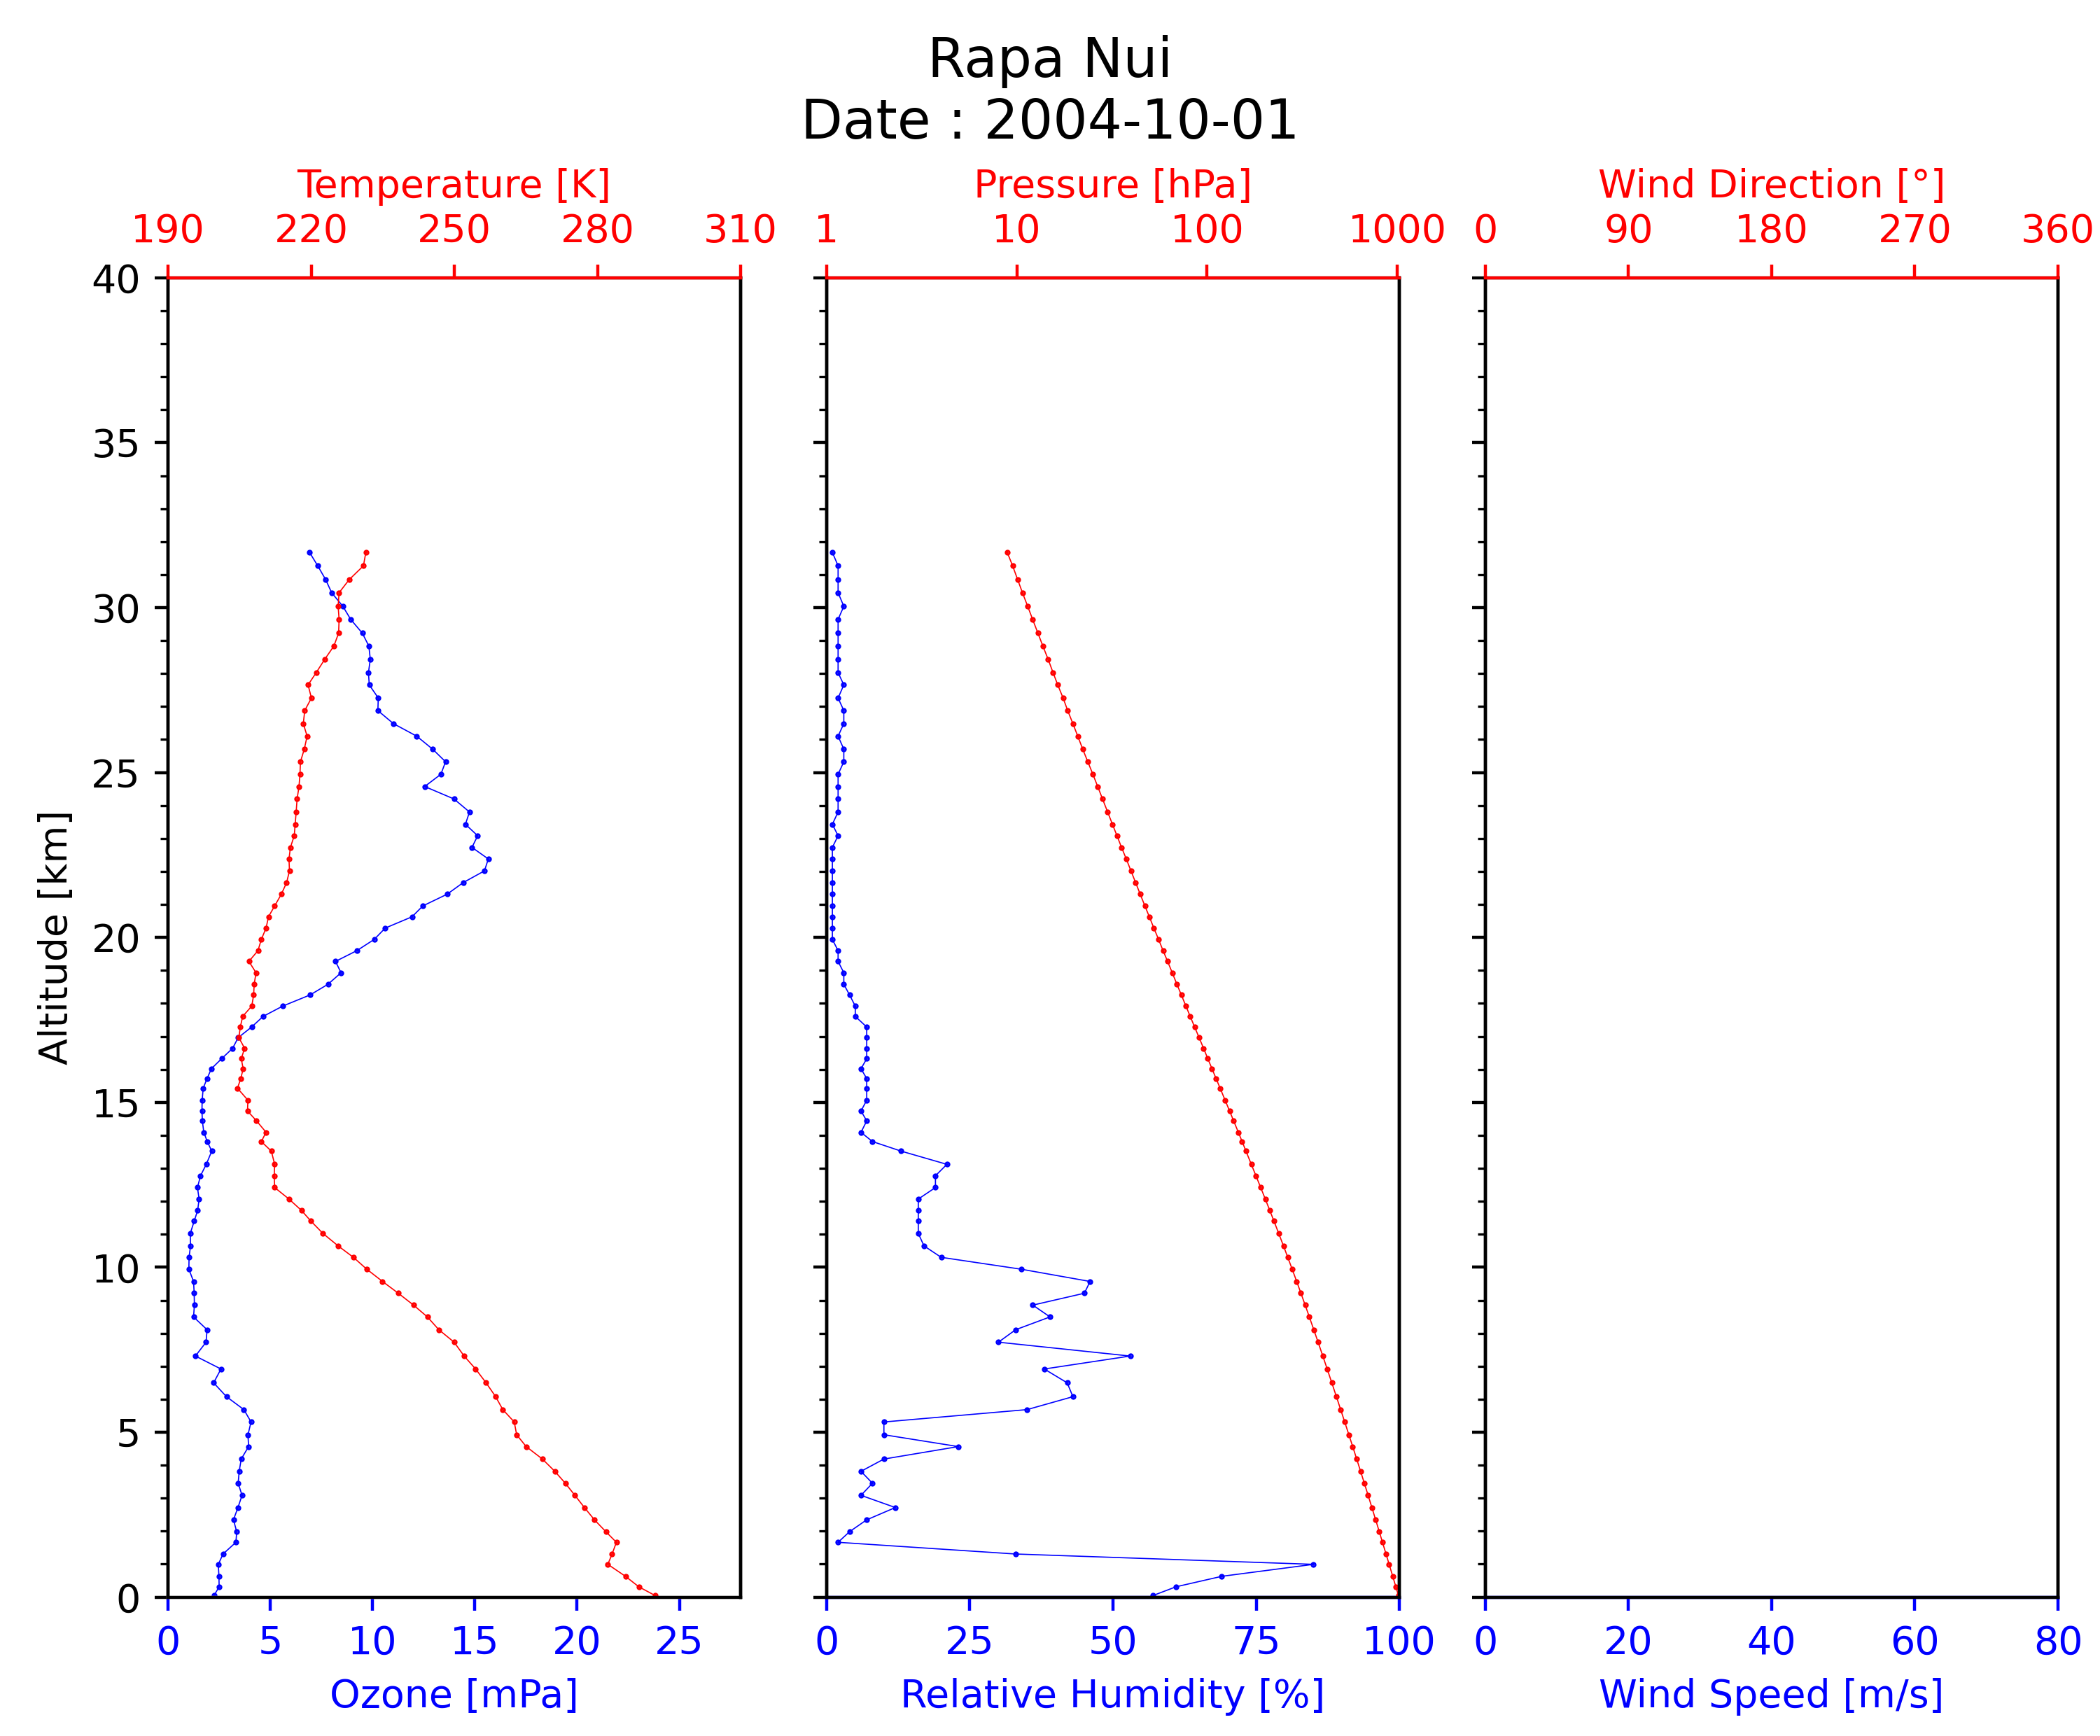 Rapa Nui
Date : 2004-10-01
Temperature [K]
190 220 250 280 310
Pressure [hPa]
1 10 100 1000
Wind Direction [°]
0 90 180 270 360
40
35
30
25
20
15
10
5
0
Altitude [km]
0 5 10 15 20 25
Ozone [mPa]
0 25 50 75 100
Relative Humidity [%]
0 20 40 60 80
Wind Speed [m/s]